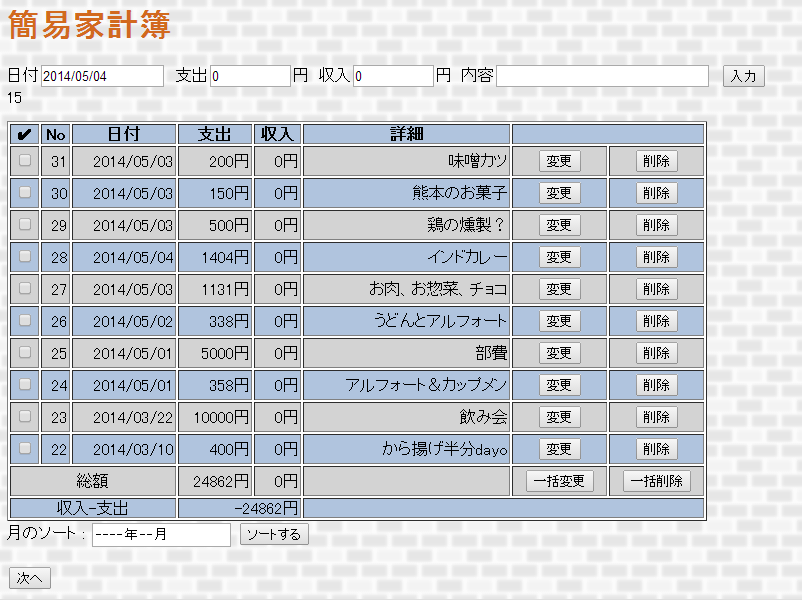 簡易家計簿
日付 2014/05/04 支出 0 円 収入 0 円 内容 入力
15
✔ No 日付 支出 収入 詳細
31 2014/05/03 200円 0円 味噌カツ 変更 削除
30 2014/05/03 150円 0円 熊本のお菓子 変更 削除
29 2014/05/03 500円 0円 鶏の燻製？ 変更 削除
28 2014/05/04 1404円 0円 インドカレー 変更 削除
27 2014/05/03 1131円 0円 お肉、お惣菜、チョコ 変更 削除
26 2014/05/02 338円 0円 うどんとアルフォート 変更 削除
25 2014/05/01 5000円 0円 部費 変更 削除
24 2014/05/01 358円 0円 アルフォート＆カップメン 変更 削除
23 2014/03/22 10000円 0円 飲み会 変更 削除
22 2014/03/10 400円 0円 から揚げ半分dayo 変更 削除
総額 24862円 0円 一括変更 一括削除
収入-支出 -24862円
月のソート : ----年--月 ソートする
次へ